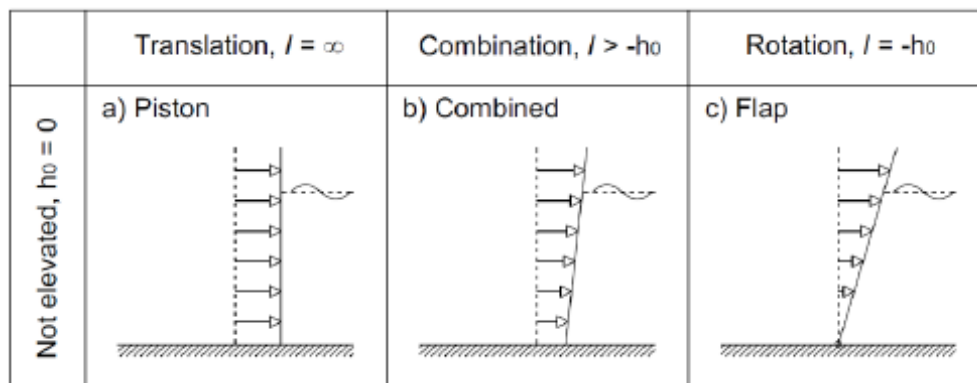 Translation, l = ∞
Combination, l > -h₀
Rotation, l = -h₀
Not elevated, h₀ = 0
a) Piston
b) Combined
c) Flap